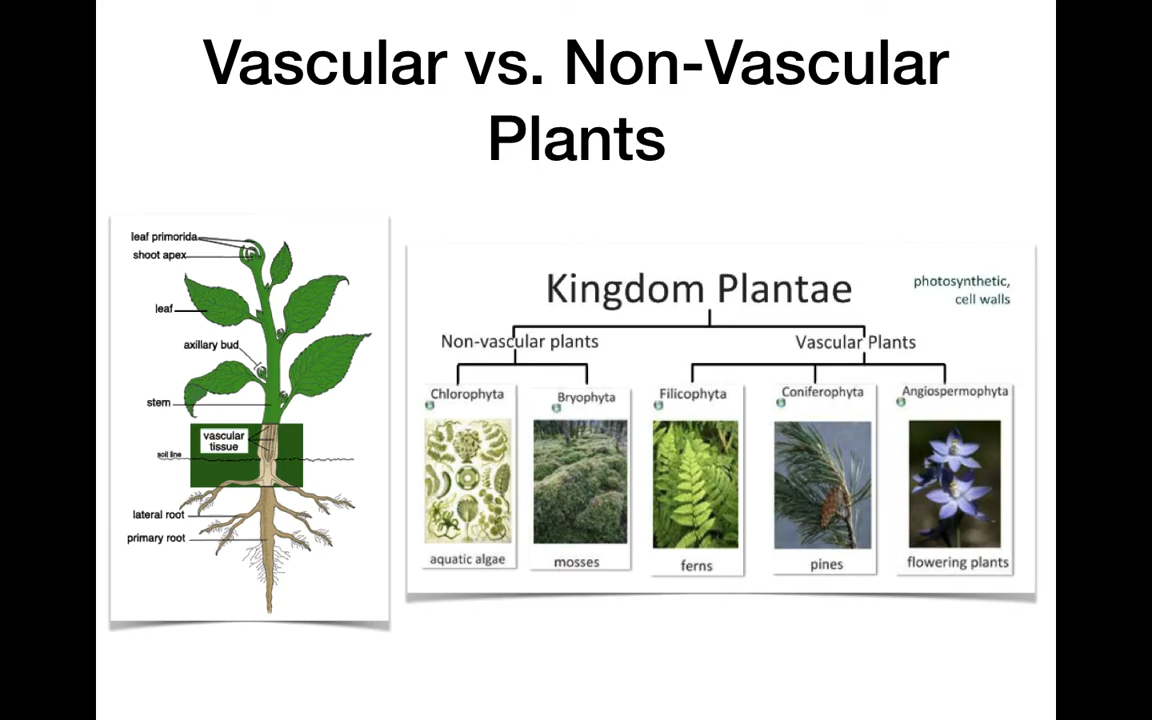 Vascular vs. Non-Vascular
Plants
leaf primorida
shoot apex
leaf
axillary bud
stem
vascular
tissue
soil line
lateral root
primary root
Kingdom Plantae
photosynthetic,
cell walls
Non-vascular plants
Vascular Plants
Chlorophyta
Bryophyta
Filicophyta
Coniferophyta
Angiospermophyta
aquatic algae
mosses
ferns
pines
flowering plants